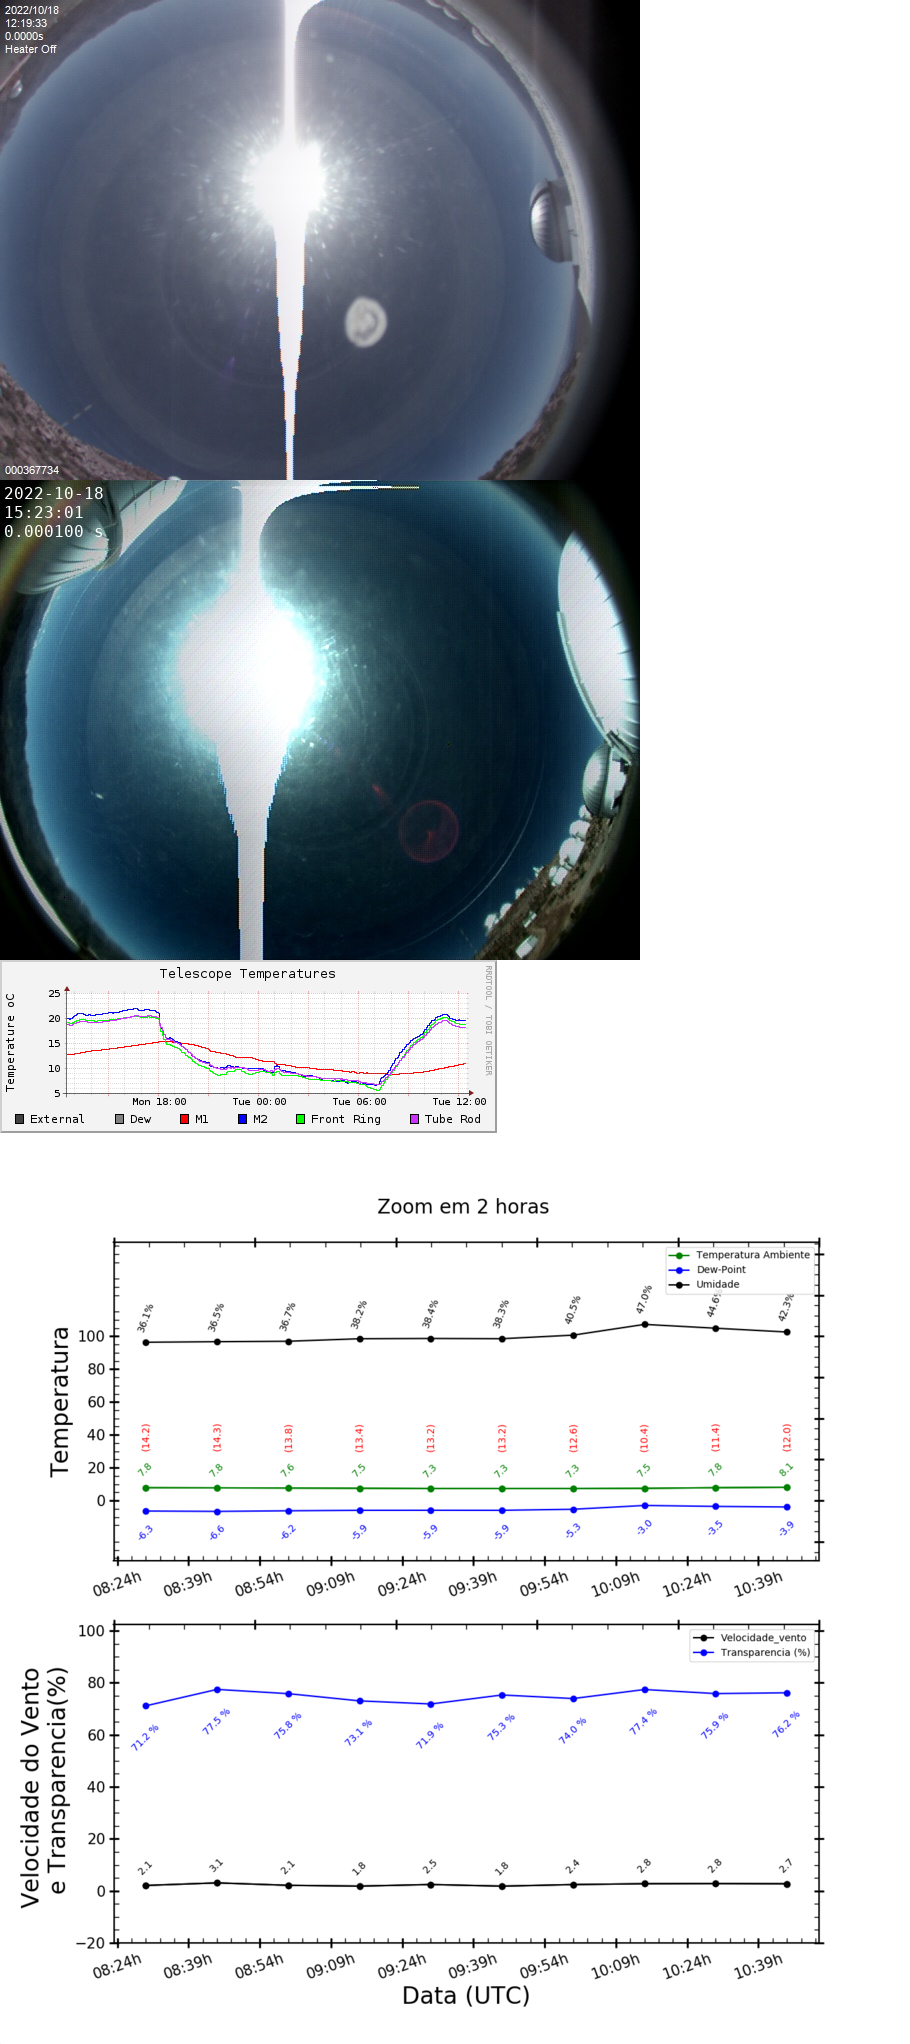 2022/10/18
12:19:33
0.0000s
Heater Off
000367734
2022-10-18
15:23:01
0.000100 s
Telescope Temperatures
RRDTOOL / TOBI OETIKER
Temperature oC
25
20
15
10
5
Mon 18:00 Tue 00:00 Tue 06:00 Tue 12:00
External Dew M1 M2 Front Ring Tube Rod
Zoom em 2 horas
Temperatura Ambiente
Dew-Point
Umidade
36.1% 36.5% 36.7% 38.2% 38.4% 38.3% 40.5% 47.0% 44.6% 42.3%
Temperatura
100
80
60
40
20
0
(14.2) (14.3) (13.8) (13.4) (13.2) (13.2) (12.6) (10.4) (11.4) (12.0)
7.8 7.8 7.6 7.5 7.3 7.3 7.3 7.5 7.8 8.1
-6.3 -6.6 -6.2 -5.9 -5.9 -5.9 -5.3 -3.0 -3.5 -3.9
08:24h 08:39h 08:54h 09:09h 09:24h 09:39h 09:54h 10:09h 10:24h 10:39h
Velocidade_vento
Transparencia (%)
Velocidade do Vento
e Transparencia(%)
100
80
60
40
20
0
−20
71.2 % 77.5 % 75.8 % 73.1 % 71.9 % 75.3 % 74.0 % 77.4 % 75.9 % 76.2 %
2.1 3.1 2.1 1.8 2.5 1.8 2.4 2.8 2.8 2.7
08:24h 08:39h 08:54h 09:09h 09:24h 09:39h 09:54h 10:09h 10:24h 10:39h
Data (UTC)